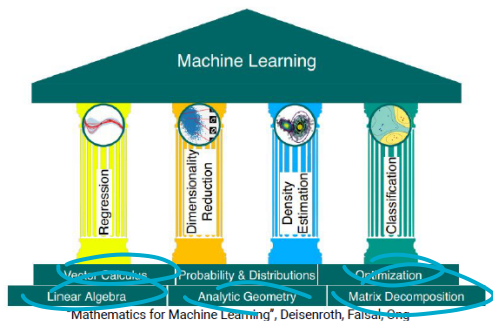 Machine Learning
Regression
Dimensionality
Reduction
Density
Estimation
Classification
Vector Calculus
Probability & Distributions
Optimization
Linear Algebra
Analytic Geometry
Matrix Decomposition
"Mathematics for Machine Learning", Deisenroth, Faisal, Ong